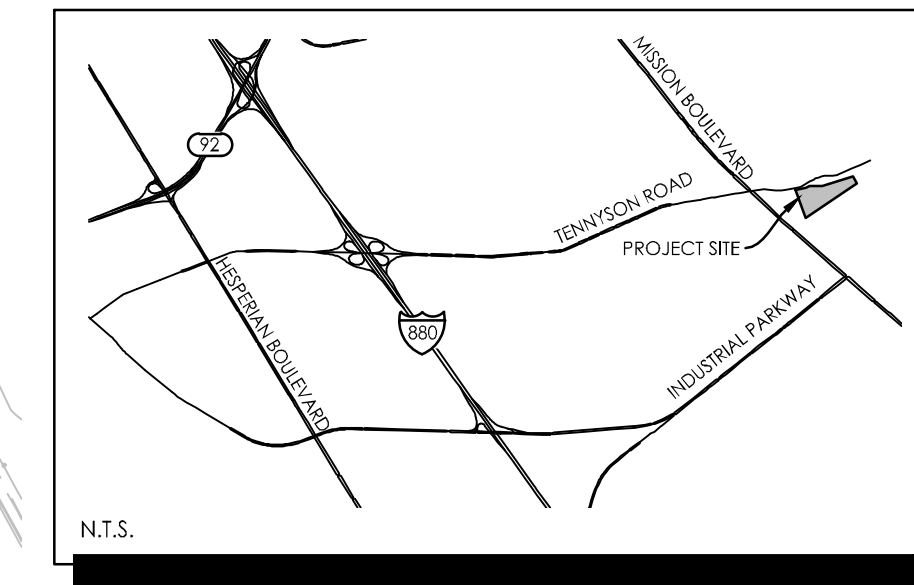 MISSION BOULEVARD
92
TENNYSON ROAD
PROJECT SITE
HESPERIAN BOULEVARD
880
INDUSTRIAL PARKWAY
N.T.S.